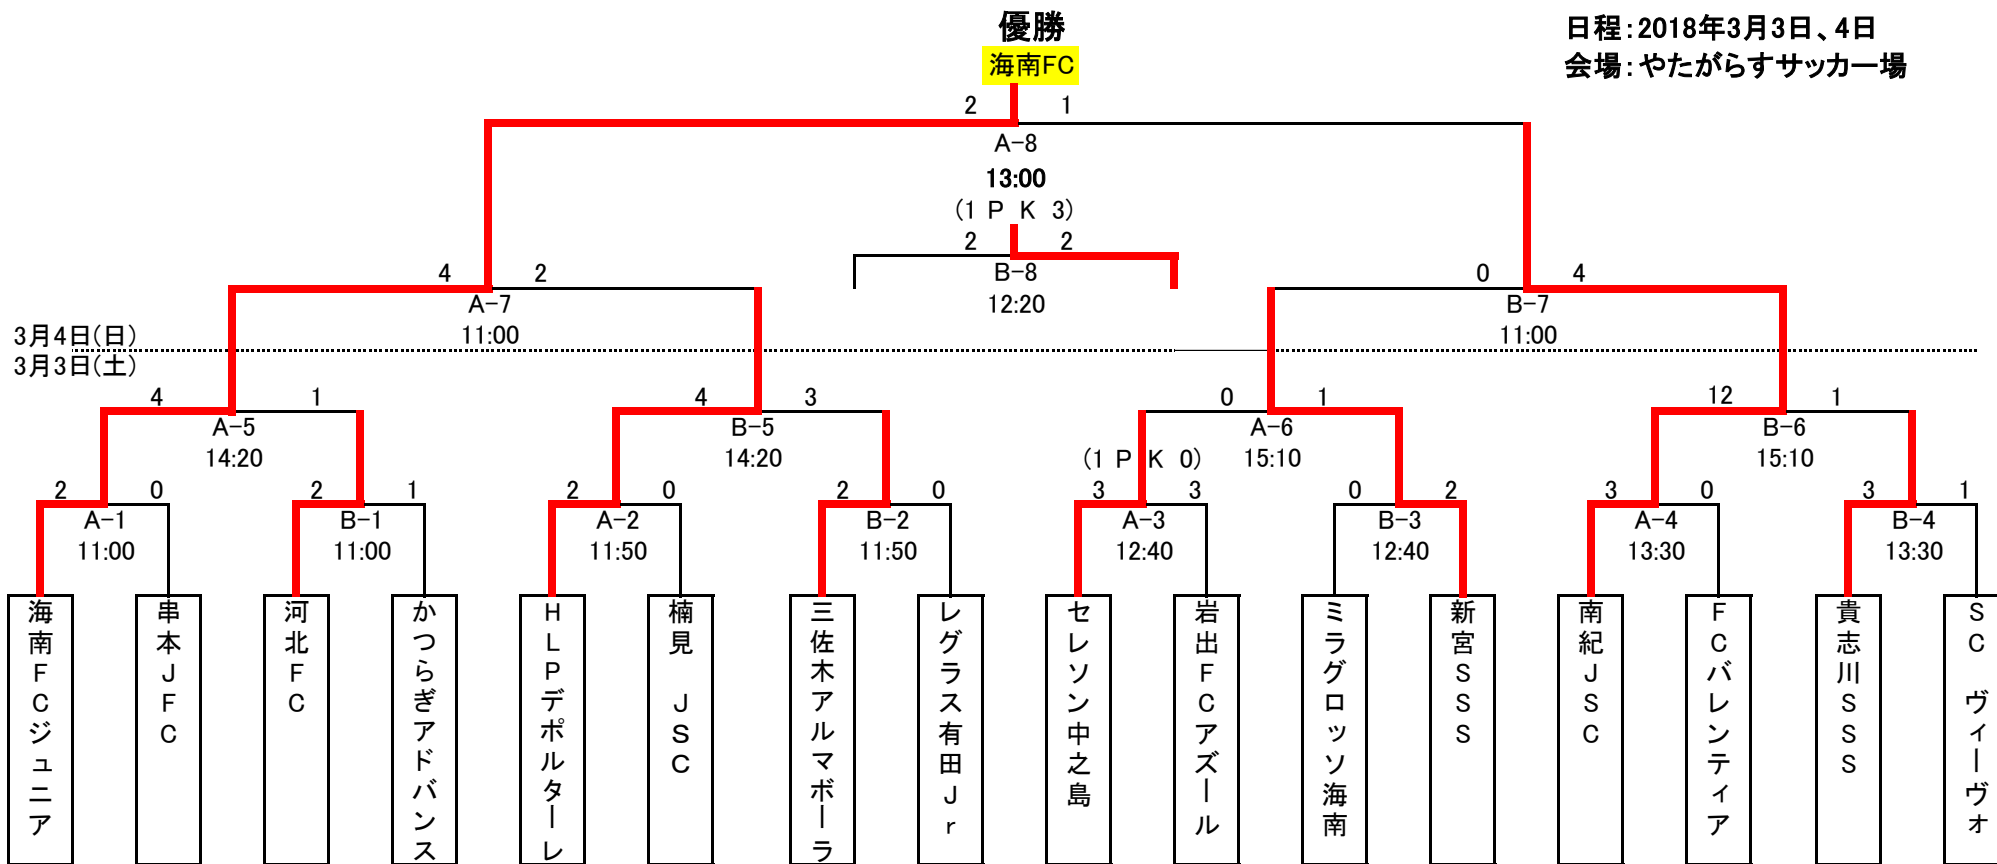 優勝
海南FC
日程：2018年3月3日、4日
会場：やたがらすサッカー場
2 1
A-8
13:00
(1 P K 3)
2 2
B-8
12:20
4 2
A-7
11:00
0 4
B-7
11:00
3月4日(日)
3月3日(土)
4 1
A-5
14:20
4 3
B-5
14:20
0 1
A-6
15:10
12 1
B-6
15:10
2 0
A-1
11:00
2 1
B-1
11:00
2 0
A-2
11:50
2 0
B-2
11:50
(1 P K 0)
3 3
A-3
12:40
0 2
B-3
12:40
3 0
A-4
13:30
3 1
B-4
13:30
海南FCジュニア
串本JFC
河北FC
かつらぎアドバンス
HLPデポルターレ
楠見 JSC
三佐木アルマボーラ
レグラス有田Jr
セレソン中之島
岩出FCアズール
ミラグロッソ海南
新宮SSS
南紀JSC
FCバレンティア
貴志川SSS
SC ヴィーヴォ